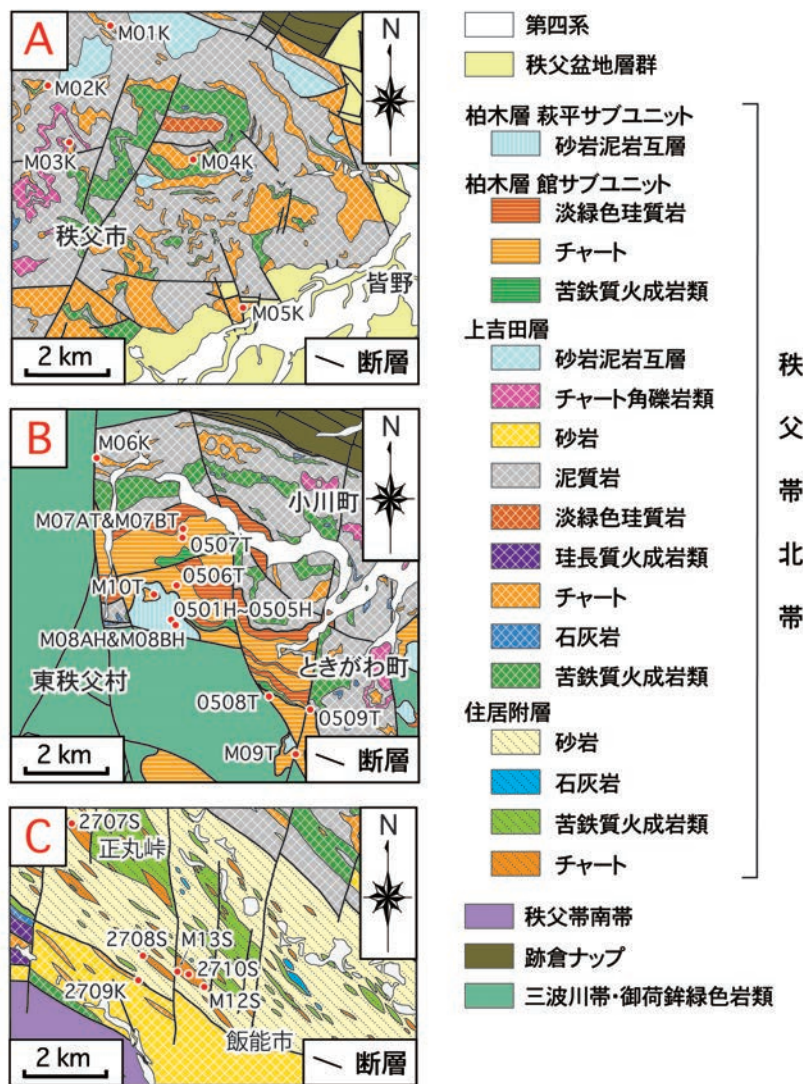 A
M01K
N
M02K
M03K
M04K
秩父市
皆野
M05K
2 km
断層
B
M06K
N
小川町
M07AT&M07BT
0507T
M10T
0506T
0501H~0505H
M08AH&M08BH
ときがわ町
東秩父村
0508T
0509T
M09T
2 km
断層
C
2707S
N
正丸峠
2708S
M13S
2710S
2709K
M12S
飯能市
2 km
断層
第四系
秩父盆地層群
柏木層 萩平サブユニット
砂岩泥岩互層
柏木層 館サブユニット
淡緑色珪質岩
チャート
苦鉄質火成岩類
上吉田層
砂岩泥岩互層
チャート角礫岩類
砂岩
泥質岩
淡緑色珪質岩
珪長質火成岩類
チャート
石灰岩
苦鉄質火成岩類
住居附層
砂岩
石灰岩
苦鉄質火成岩類
チャート
秩父帯北帯
秩父帯南帯
跡倉ナップ
三波川帯・御荷鉾緑色岩類